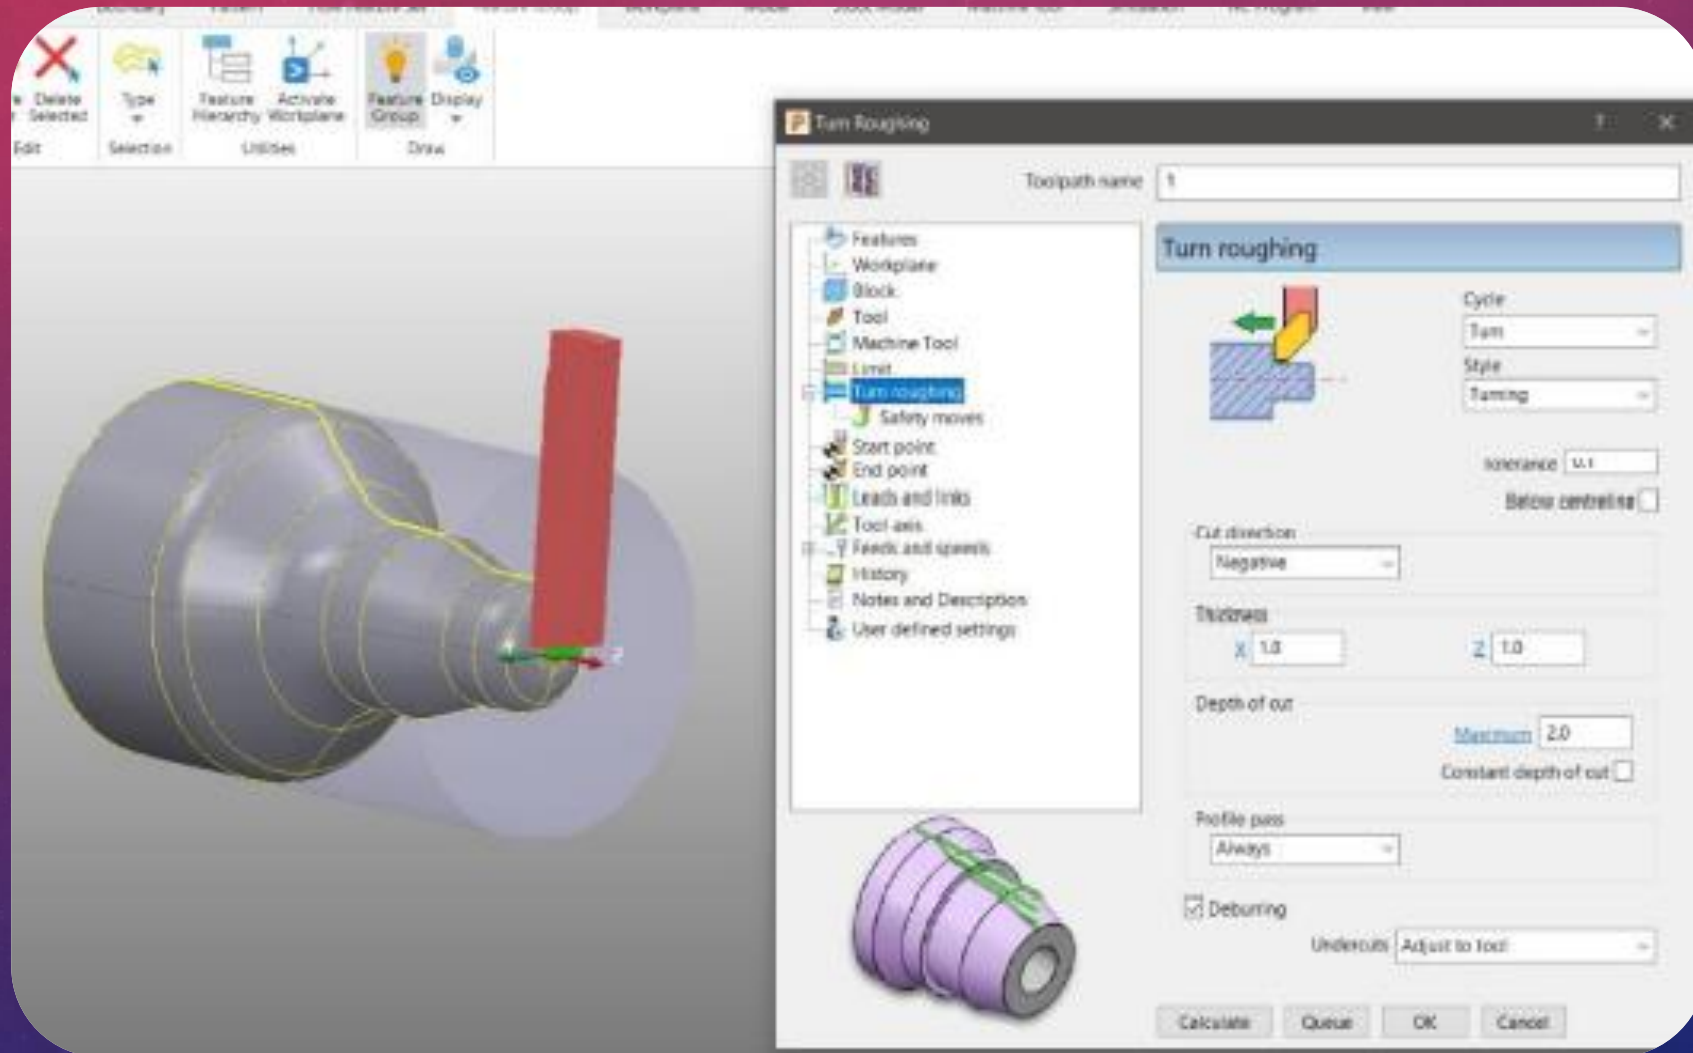 Delete
Selected
Type
Feature
Hierarchy
Activate
Workplane
Feature
Group
Display
Edit
Selection
Utilities
Draw
Turn Roughing
?
Toolpath name
1
Features
Workplane
Block
Tool
Machine Tool
Limit
Turn roughing
Safety moves
Start point
End point
Leads and links
Tool axis
Feeds and speeds
History
Notes and Description
User defined settings
Turn roughing
Cycle
Turn
Style
Turning
Tolerance 0.1
Below centreline
Cut direction
Negative
Thickness
X 1.0
Z 1.0
Depth of cut
Maximum 2.0
Constant depth of cut
Profile pass
Always
Deburring
Undercuts Adjust to tool
Calculate
Queue
OK
Cancel